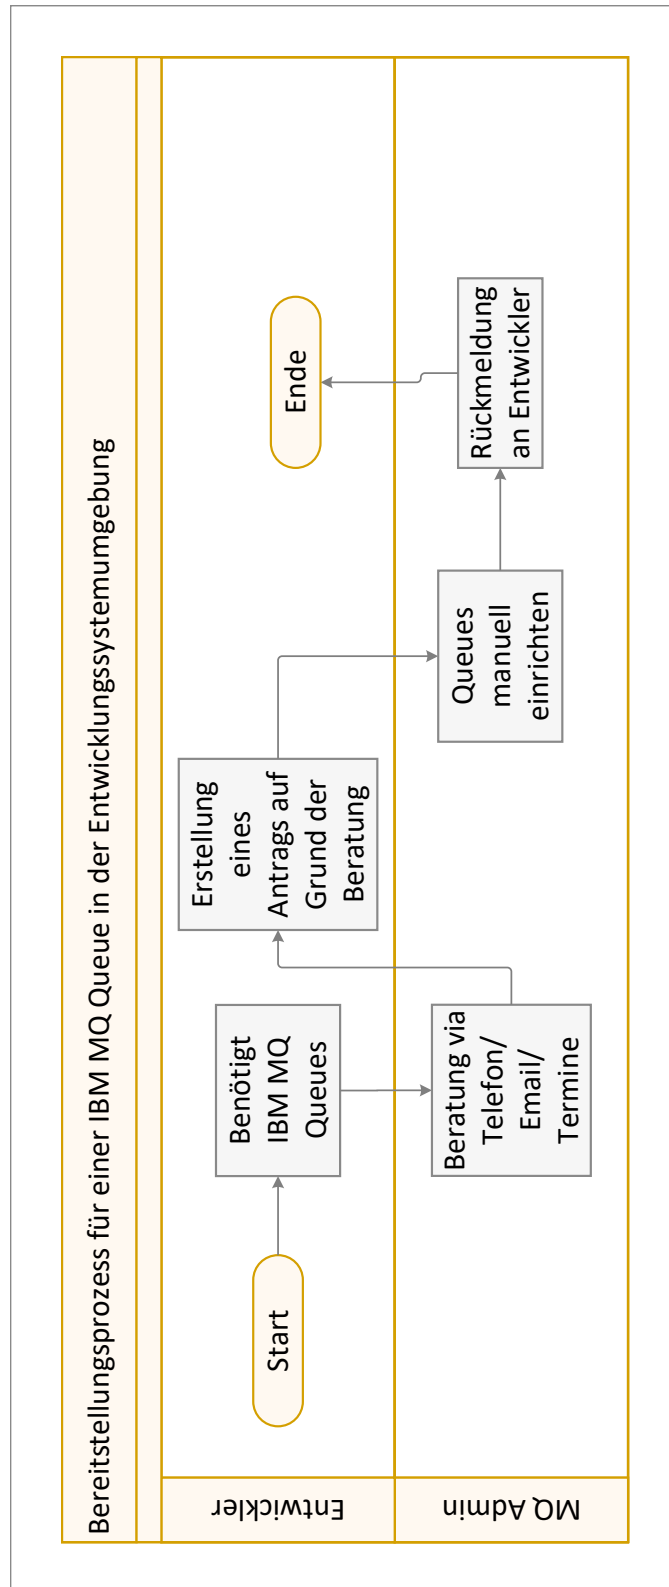 Bereitstellungsprozess für einer IBM MQ Queue in der Entwicklungssystemumgebung
Entwickler
Start
Benötigt
IBM MQ
Queues
Erstellung
eines
Antrags auf
Grund der
Beratung
Ende
MQ Admin
Beratung via
Telefon/
Email/
Termine
Queues
manuell
einrichten
Rückmeldung
an Entwickler